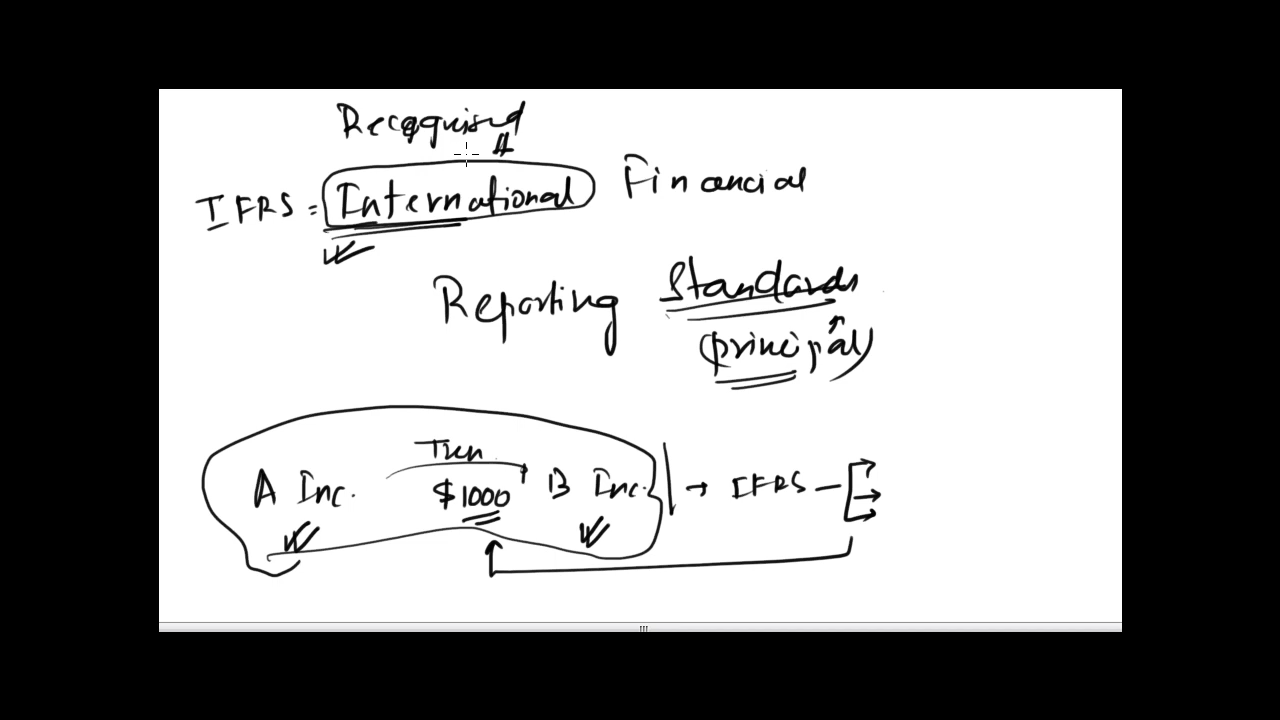 Recognised
IFRS = International Financial
Reporting Standards
(principal)
Tran
A Inc. $1000 B Inc. → IFRS -